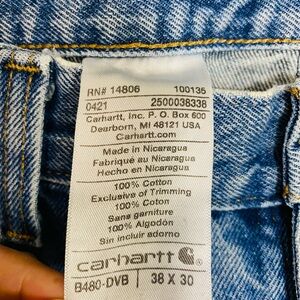 RN# 14806 100135
0421 2500038338
Carhartt, Inc. P.O. Box 600
Dearborn, MI 48121 USA
Carhartt.com
Made in Nicaragua
Fabriqué au Nicaragua
Hecho en Nicaragua
100% Cotton
Exclusive of Trimming
100% Coton
Sans garniture
100% Algodón
Sin incluir adorno
carhartt
B480-DVB 38 X 30